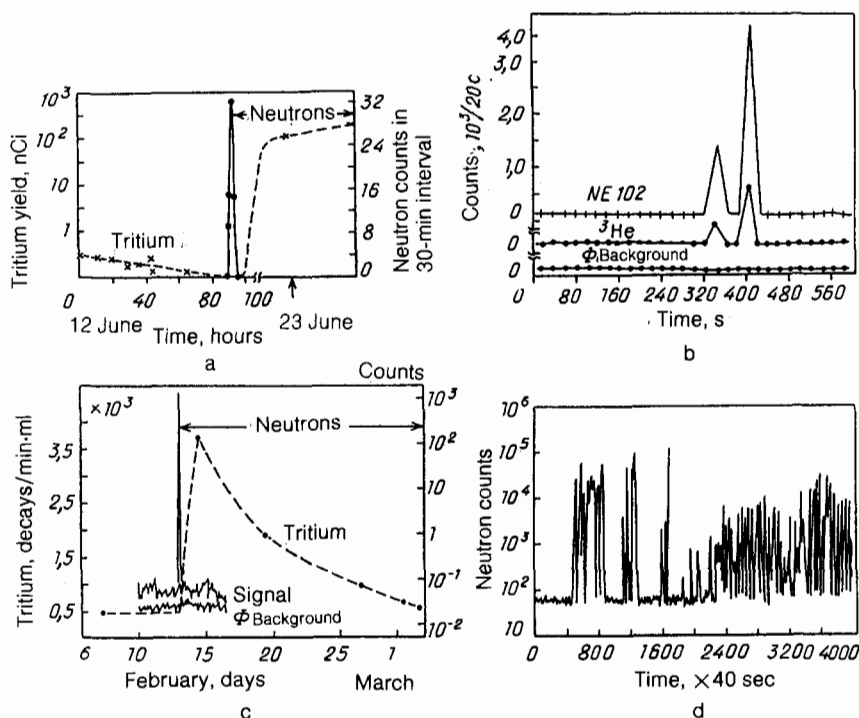 10³
10²
10
1
Tritium yield, nCi
Neutrons
Tritium
32
24
16
8
0
Neutron counts in
30-min interval
0 40 80 100
12 June 23 June
Time, hours
a
4,0
3,0
2,0
1,0
0
0
0
Counts, 10³/20c
NE 102
³He
Φ, Background
0 80 160 240 320 400 480 560
Time, s
b
Counts
×10³
3,5
2,5
1,5
0,5
Tritium, decays/min·ml
Neutrons
Tritium
Signal
Φ Background
10³
10²
10
1
10⁻¹
10⁻²
6 15 20 25 1
February, days March
c
10⁶
10⁵
10⁴
10³
10²
10
Neutron counts
0 800 1600 2400 3200 4000
Time, ×40 sec
d